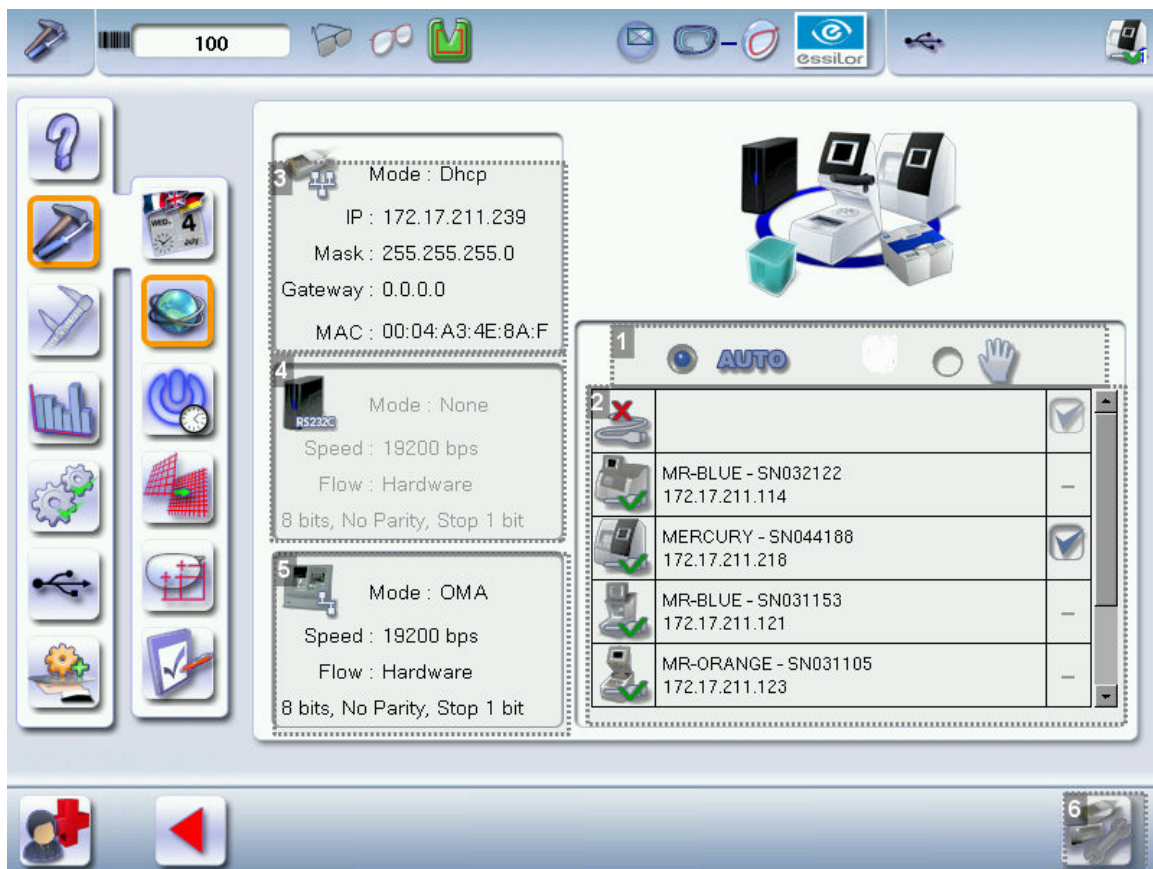 100
essilor
1
WED. 4
July
3
Mode : Dhcp
IP : 172.17.211.239
Mask : 255.255.255.0
Gateway : 0.0.0.0
MAC : 00:04:A3:4E:8A:F
4
RS232C
Mode : None
Speed : 19200 bps
Flow : Hardware
8 bits, No Parity, Stop 1 bit
5
Mode : OMA
Speed : 19200 bps
Flow : Hardware
8 bits, No Parity, Stop 1 bit
1
AUTO
2
MR-BLUE - SN032122
172.17.211.114
–
MERCURY - SN044188
172.17.211.218
MR-BLUE - SN031153
172.17.211.121
–
MR-ORANGE - SN031105
172.17.211.123
–
6